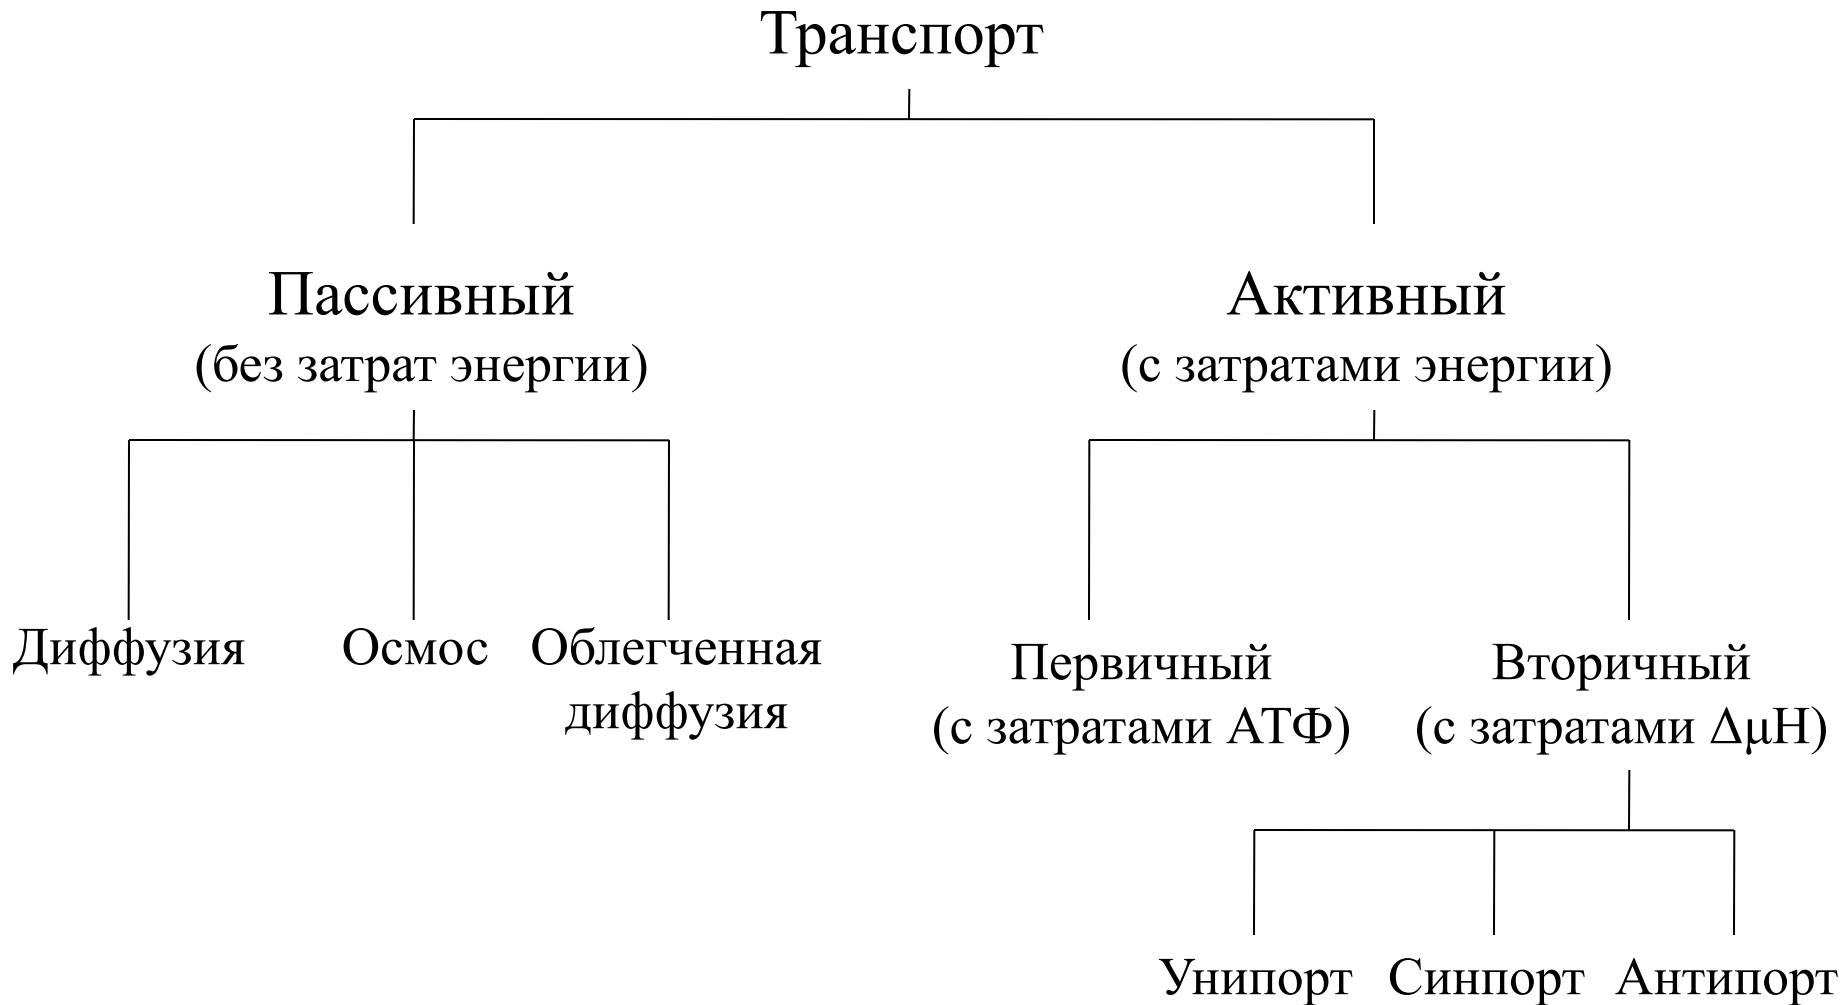 Транспорт
Пассивный
(без затрат энергии)
Активный
(с затратами энергии)
Диффузия
Осмос
Облегченная
диффузия
Первичный
(с затратами АТФ)
Вторичный
(с затратами ΔμН)
Унипорт
Синпорт
Антипорт